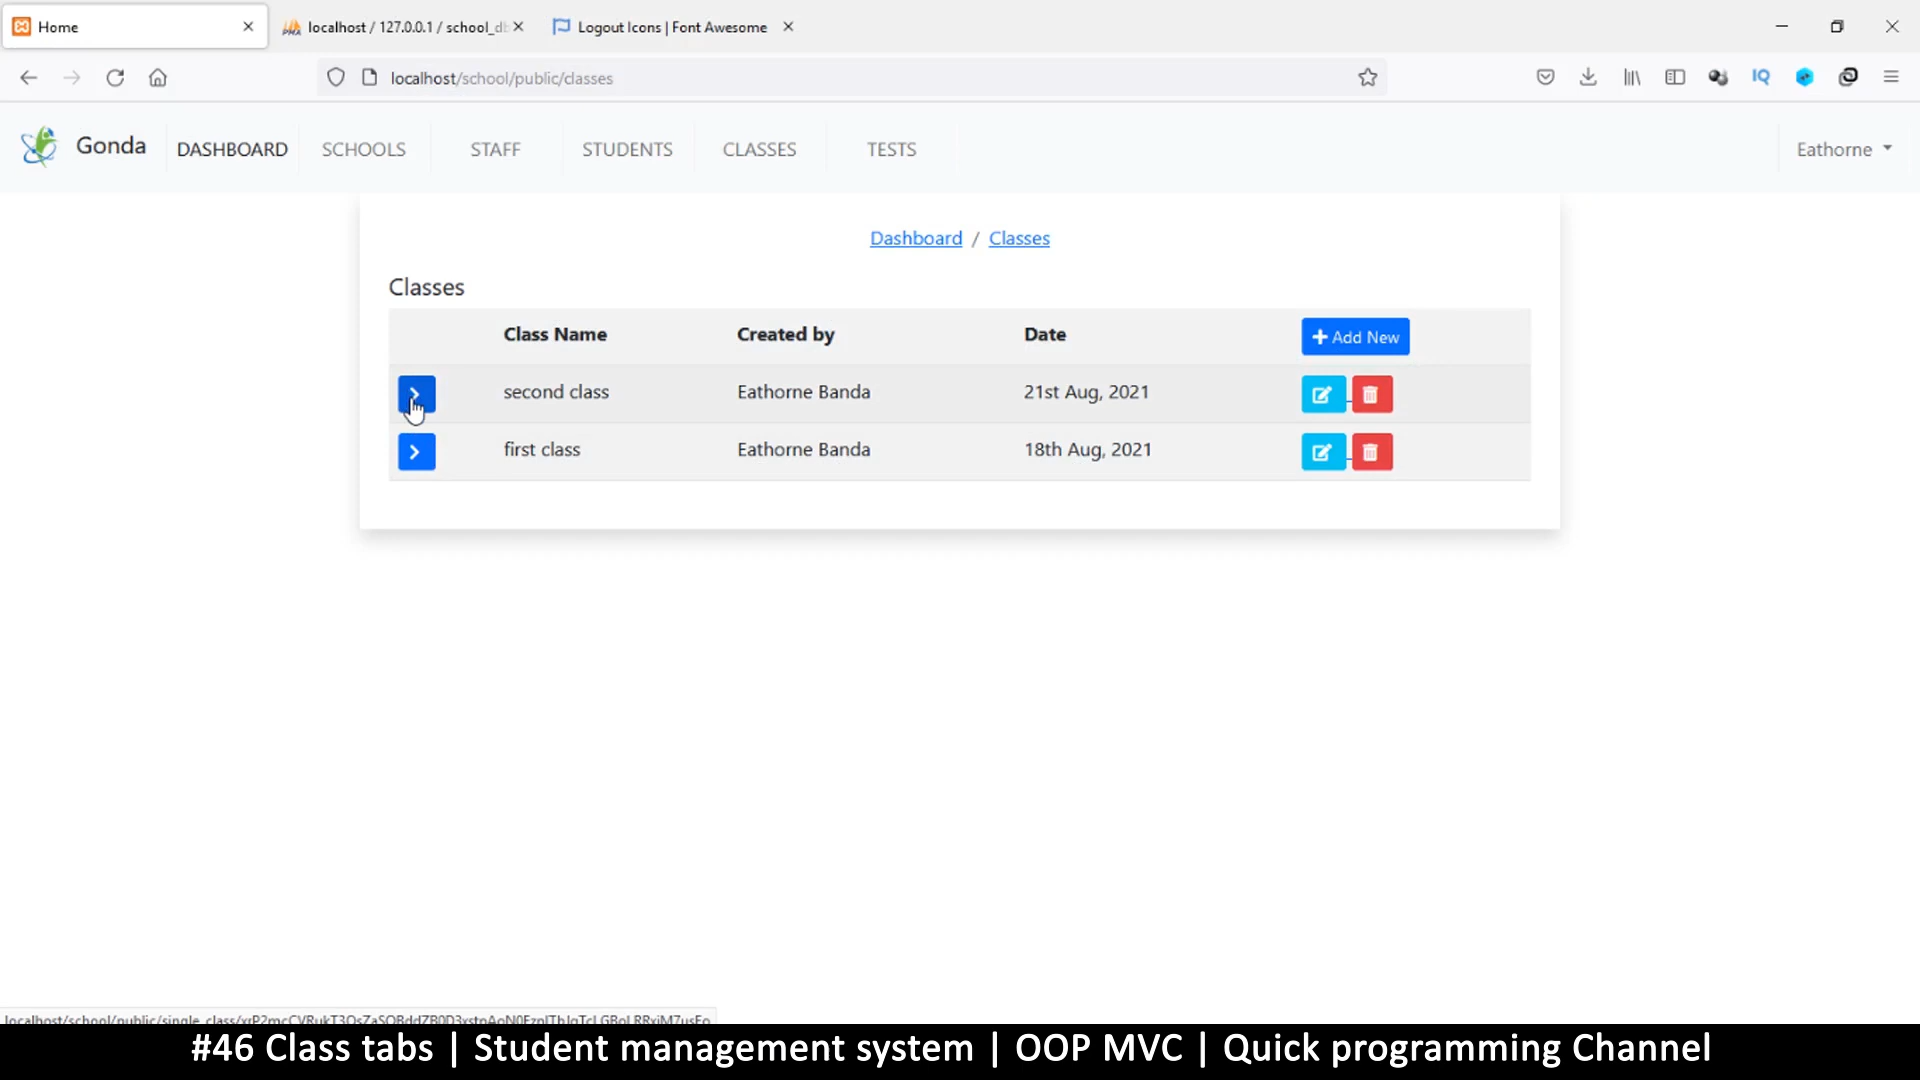 Home
localhost / 127.0.0.1 / school_db
Logout Icons | Font Awesome
localhost/school/public/classes
IQ
Gonda
DASHBOARD
SCHOOLS
STAFF
STUDENTS
CLASSES
TESTS
Eathorne
Dashboard / Classes
Classes
Class Name
Created by
Date
Add New
second class
Eathorne Banda
21st Aug, 2021
first class
Eathorne Banda
18th Aug, 2021
#46 Class tabs | Student management system | OOP MVC | Quick programming Channel